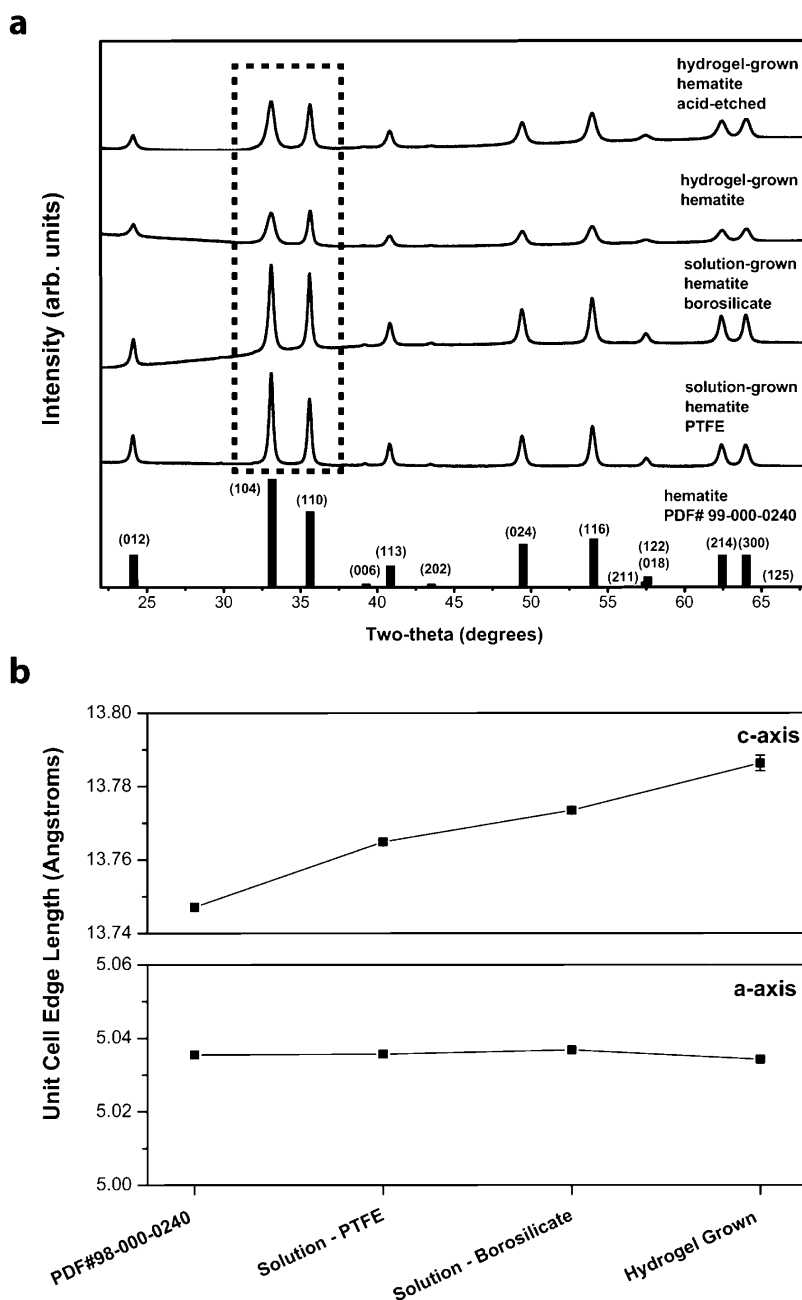 a
hydrogel-grown
hematite
acid-etched
hydrogel-grown
hematite
solution-grown
hematite
borosilicate
solution-grown
hematite
PTFE
hematite
PDF# 99-000-0240
Intensity (arb. units)
(012)
(104)
(110)
(006)
(113)
(202)
(024)
(116)
(211)
(122)
(018)
(214)
(300)
(125)
25 30 35 40 45 50 55 60 65
Two-theta (degrees)
b
Unit Cell Edge Length (Angstroms)
13.80
c-axis
13.78
13.76
13.74
5.06
a-axis
5.04
5.02
5.00
PDF#98-000-0240
Solution - PTFE
Solution - Borosilicate
Hydrogel Grown